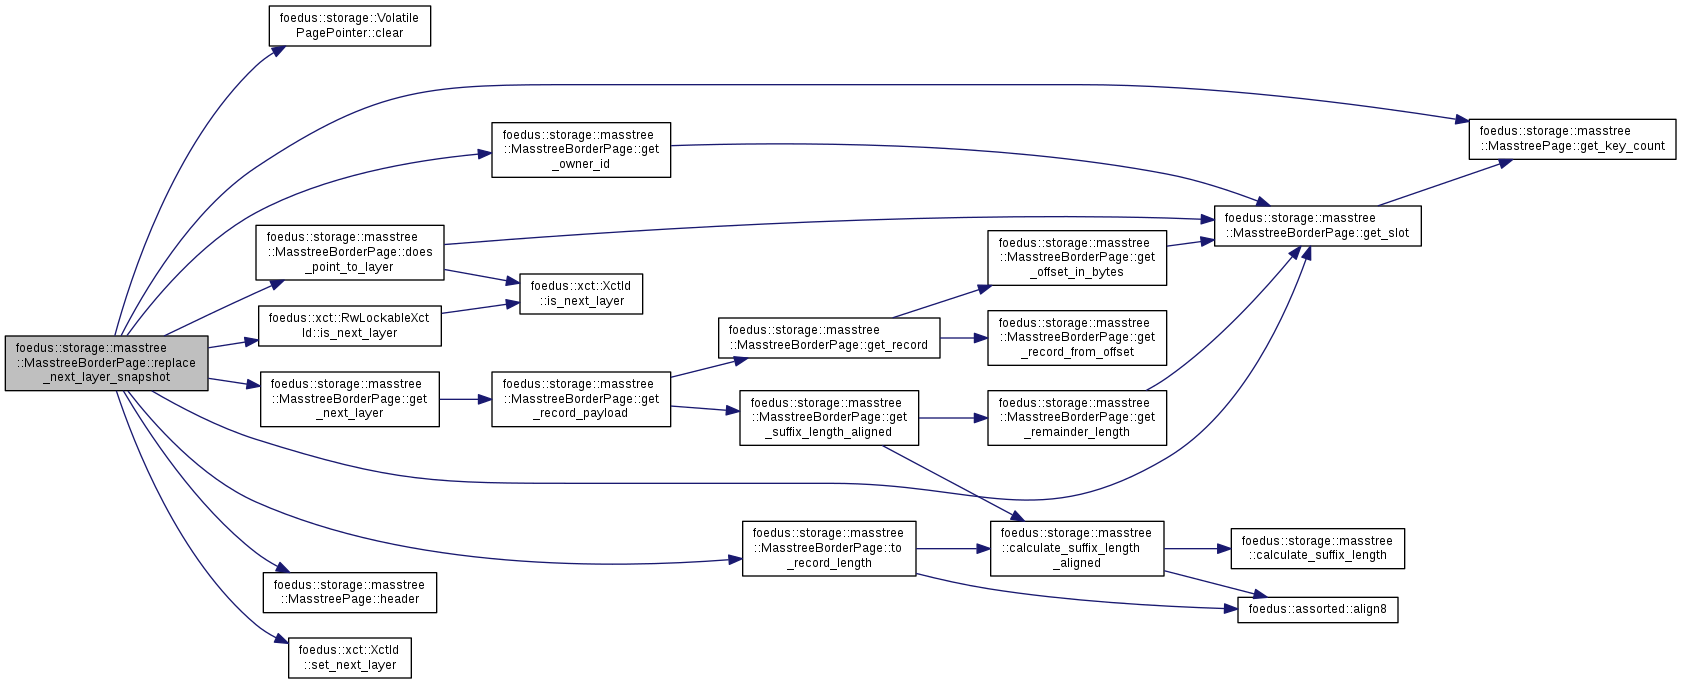 foedus::storage::Volatile
PagePointer::clear
foedus::storage::masstree
::MasstreePage::get_key_count
foedus::storage::masstree
::MasstreeBorderPage::get
_owner_id
foedus::storage::masstree
::MasstreeBorderPage::get_slot
foedus::storage::masstree
::MasstreeBorderPage::does
_point_to_layer
foedus::storage::masstree
::MasstreeBorderPage::get
_offset_in_bytes
foedus::xct::XctId
::is_next_layer
foedus::xct::RwLockableXct
Id::is_next_layer
foedus::storage::masstree
::MasstreeBorderPage::get_record
foedus::storage::masstree
::MasstreeBorderPage::get
_record_from_offset
foedus::storage::masstree
::MasstreeBorderPage::replace
_next_layer_snapshot
foedus::storage::masstree
::MasstreeBorderPage::get
_next_layer
foedus::storage::masstree
::MasstreeBorderPage::get
_record_payload
foedus::storage::masstree
::MasstreeBorderPage::get
_suffix_length_aligned
foedus::storage::masstree
::MasstreeBorderPage::get
_remainder_length
foedus::storage::masstree
::MasstreeBorderPage::to
_record_length
foedus::storage::masstree
::calculate_suffix_length
_aligned
foedus::storage::masstree
::calculate_suffix_length
foedus::storage::masstree
::MasstreePage::header
foedus::assorted::align8
foedus::xct::XctId
::set_next_layer